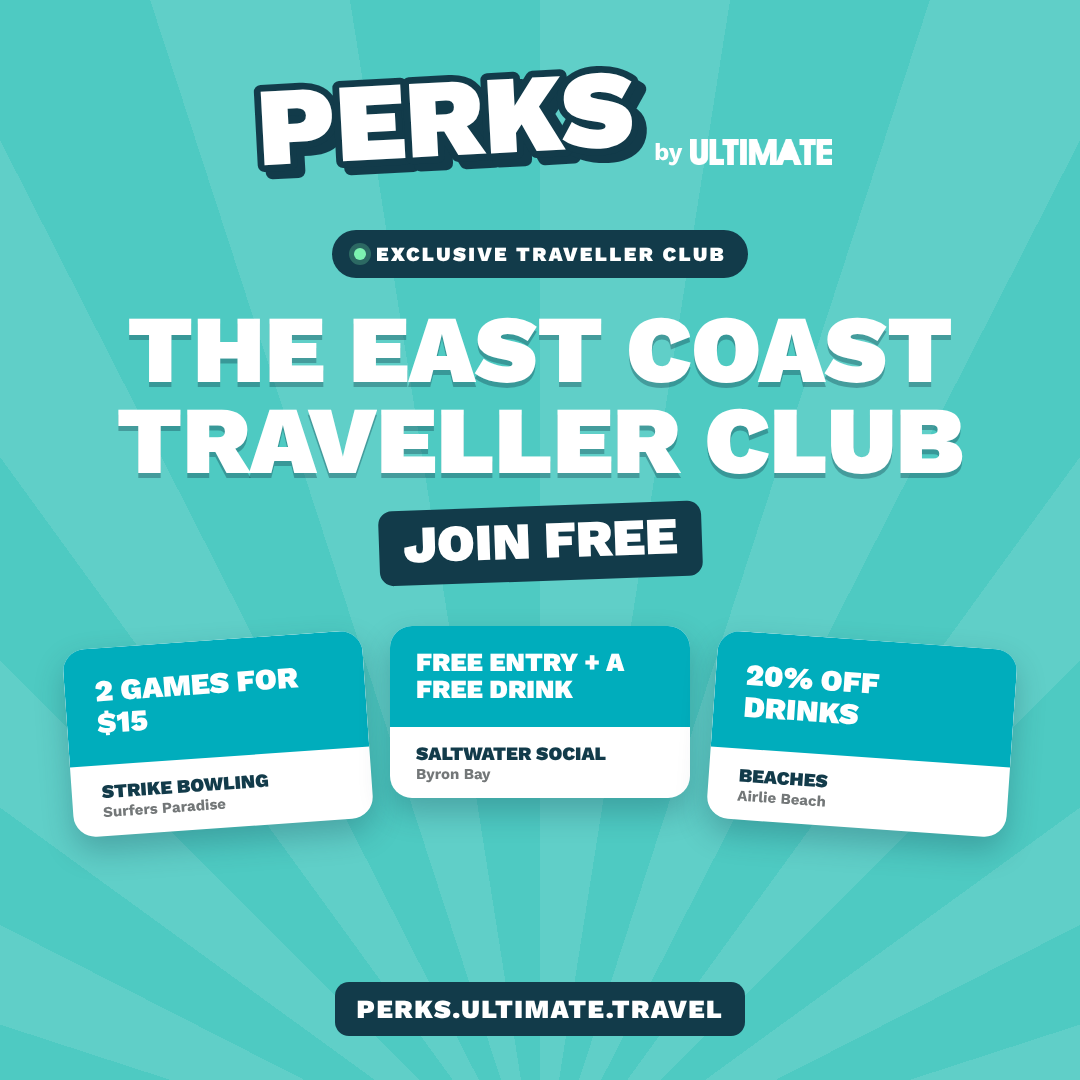 PERKS by ULTIMATE
EXCLUSIVE TRAVELLER CLUB
THE EAST COAST
TRAVELLER CLUB
JOIN FREE
2 GAMES FOR
$15
STRIKE BOWLING
Surfers Paradise
FREE ENTRY + A
FREE DRINK
SALTWATER SOCIAL
Byron Bay
20% OFF
DRINKS
BEACHES
Airlie Beach
PERKS.ULTIMATE.TRAVEL